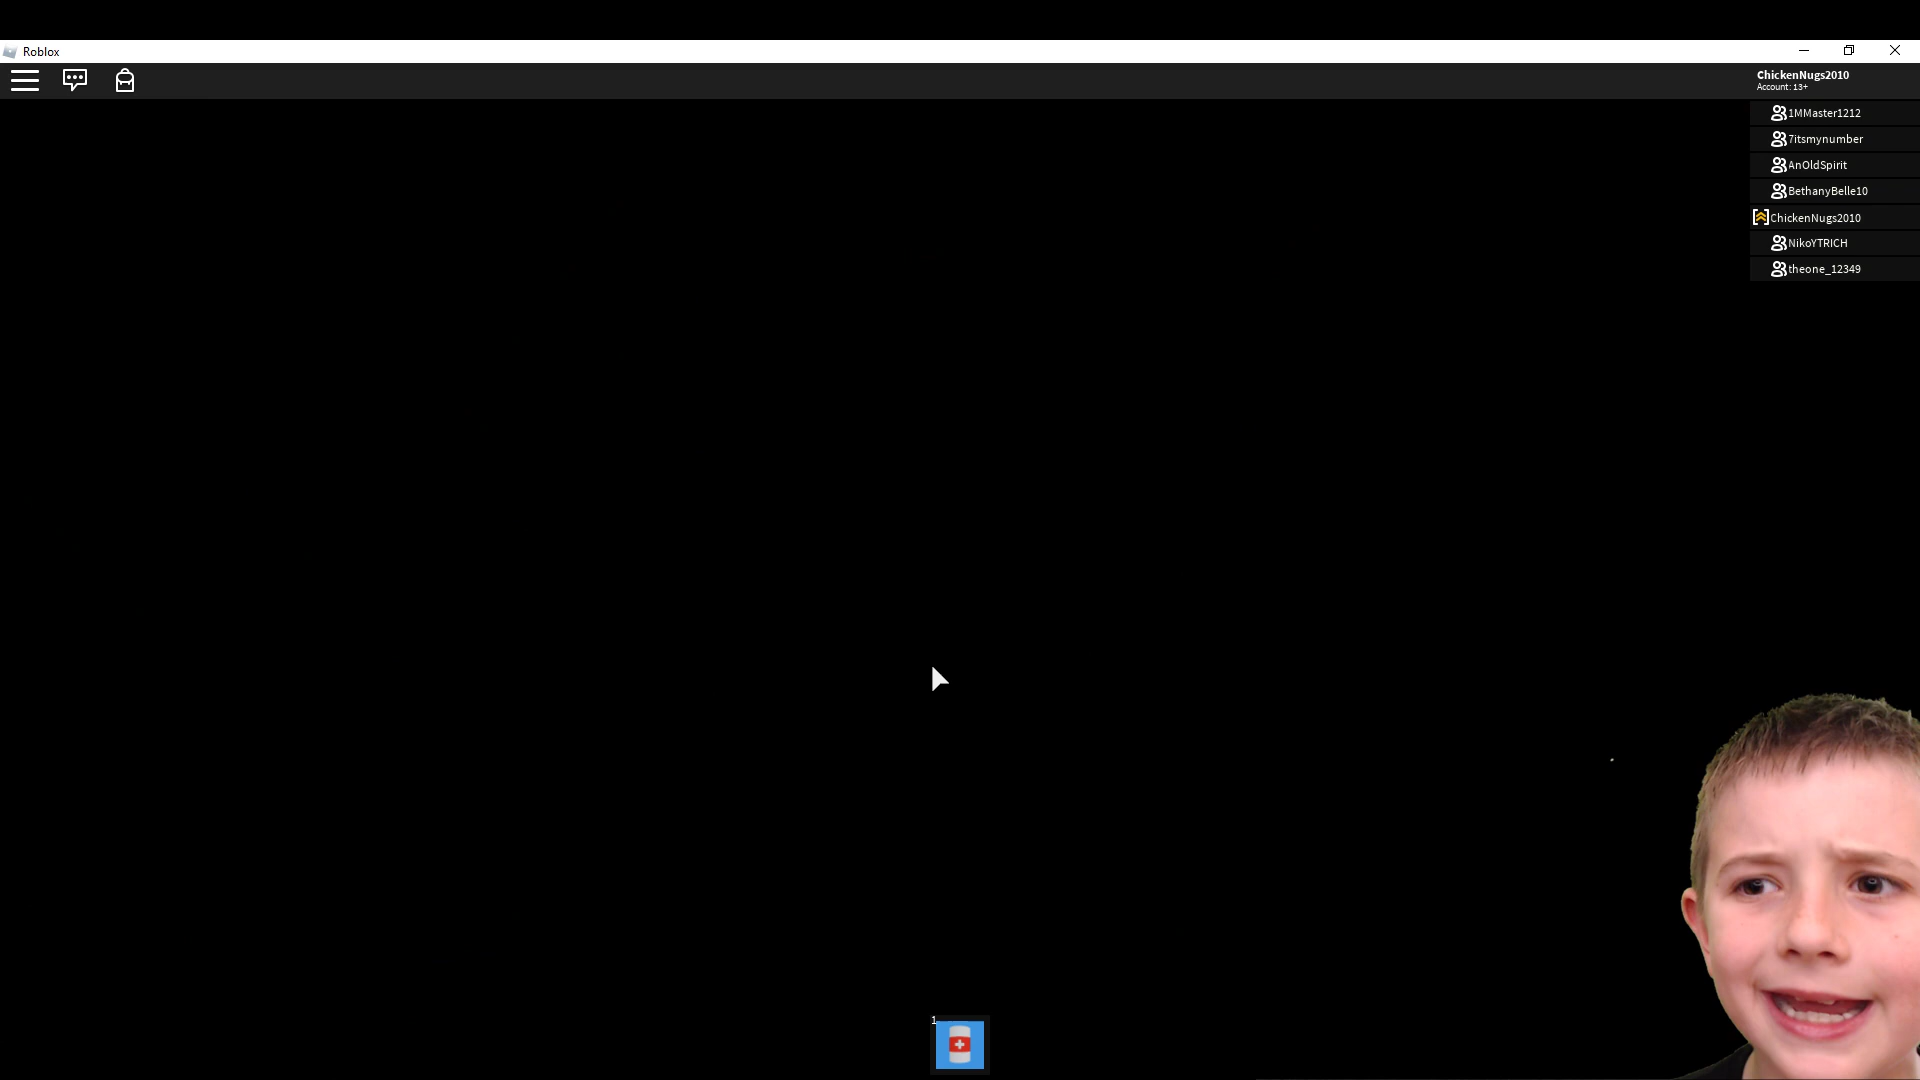 Roblox
ChickenNugs2010
Account: 13+
1MMaster1212
7itsmynumber
AnOldSpirit
BethanyBelle10
ChickenNugs2010
NikoYTRICH
theone_12349
1